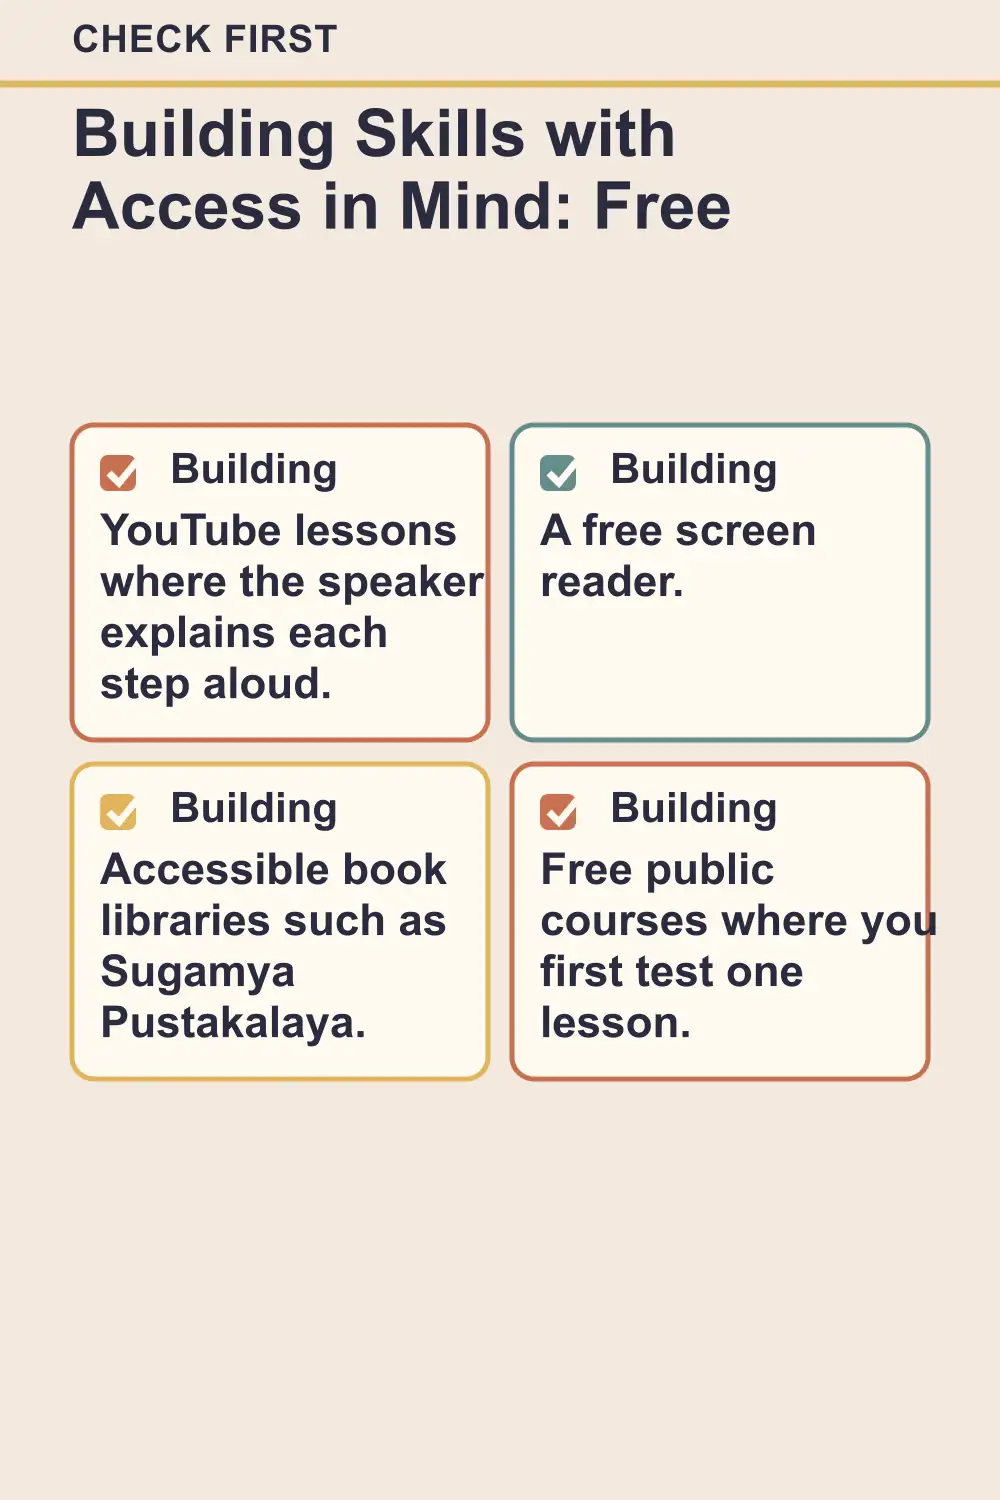 CHECK FIRST
Building Skills with
Access in Mind: Free
Building
YouTube lessons
where the speaker
explains each
step aloud.
Building
A free screen
reader.
Building
Accessible book
libraries such as
Sugamya
Pustakalaya.
Building
Free public
courses where you
first test one
lesson.